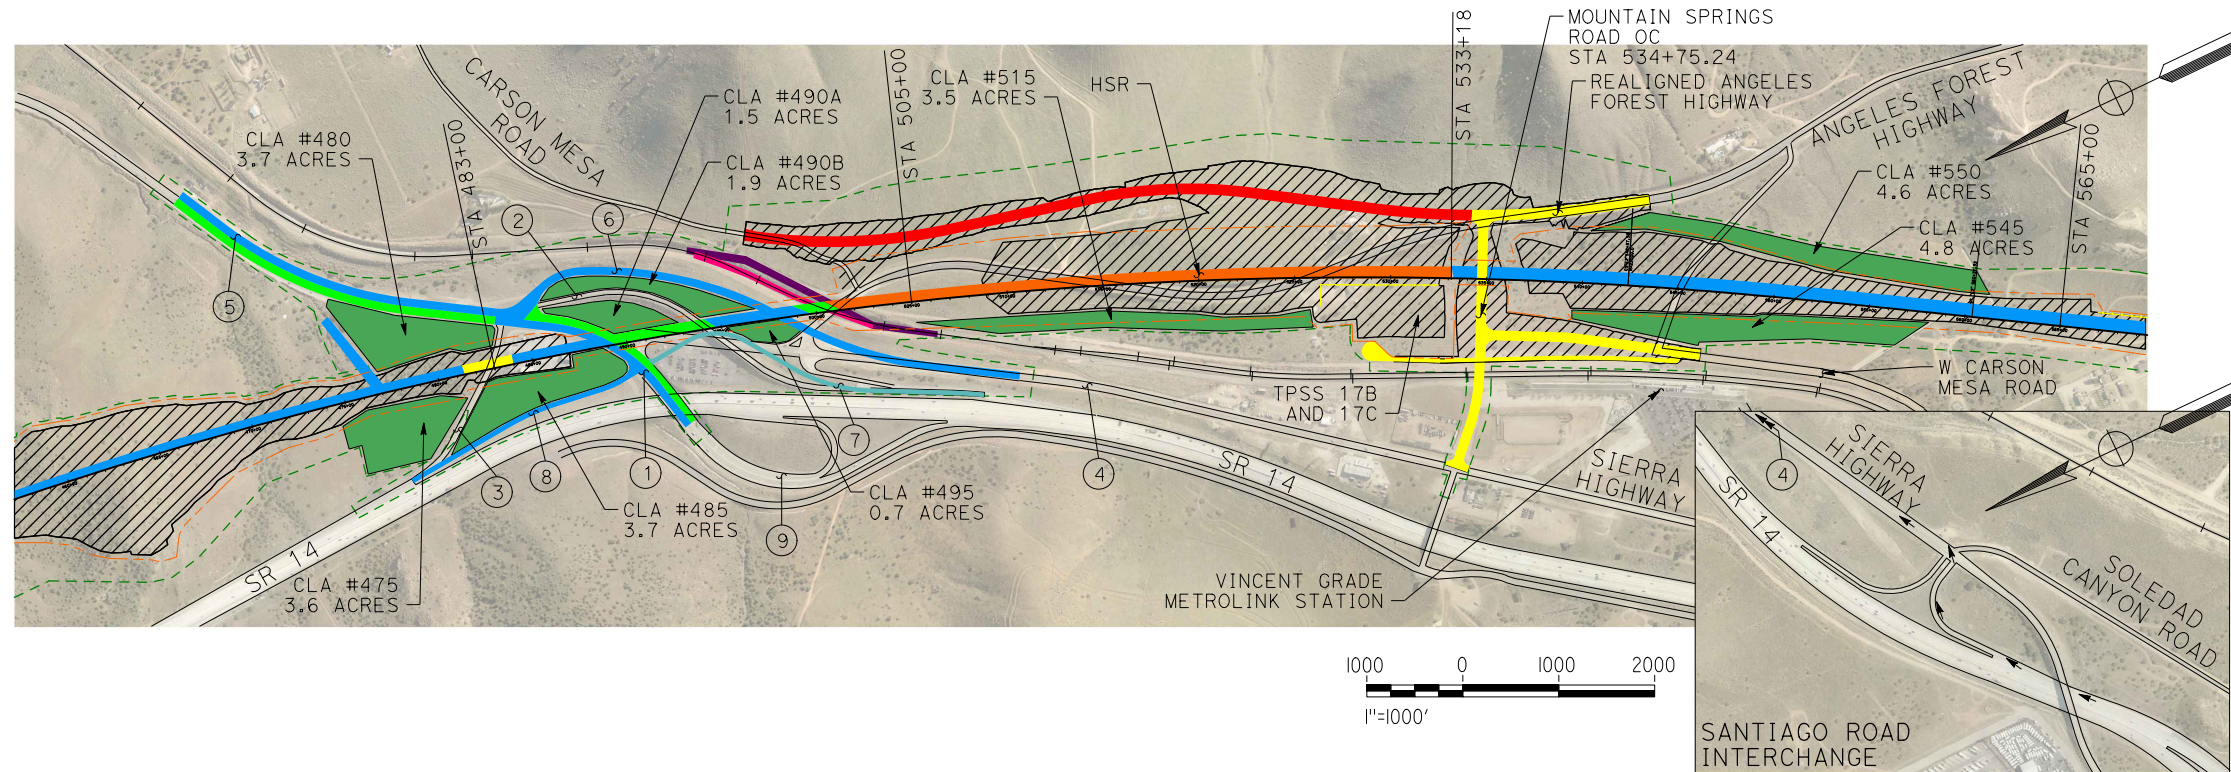 MOUNTAIN SPRINGS
ROAD OC
STA 534+75.24
REALIGNED ANGELES
FOREST HIGHWAY
STA 533+18
HSR
CLA #515
3.5 ACRES
STA 505+00
CARSON MESA
ROAD
CLA #490A
1.5 ACRES
CLA #490B
1.9 ACRES
CLA #480
3.7 ACRES
STA 483+00
ANGELES FOREST
HIGHWAY
CLA #550
4.6 ACRES
CLA #545
4.8 ACRES
STA 565+00
2
6
5
W CARSON
MESA ROAD
TPSS 17B
AND 17C
7
3
8
1
4
9
CLA #485
3.7 ACRES
CLA #495
0.7 ACRES
CLA #475
3.6 ACRES
SR 14
SR 14
SIERRA
HIGHWAY
VINCENT GRADE
METROLINK STATION
1000 0 1000 2000
1"=1000'
SIERRA
HIGHWAY
4
SR 14
SOLEDAD
CANYON ROAD
SANTIAGO ROAD
INTERCHANGE